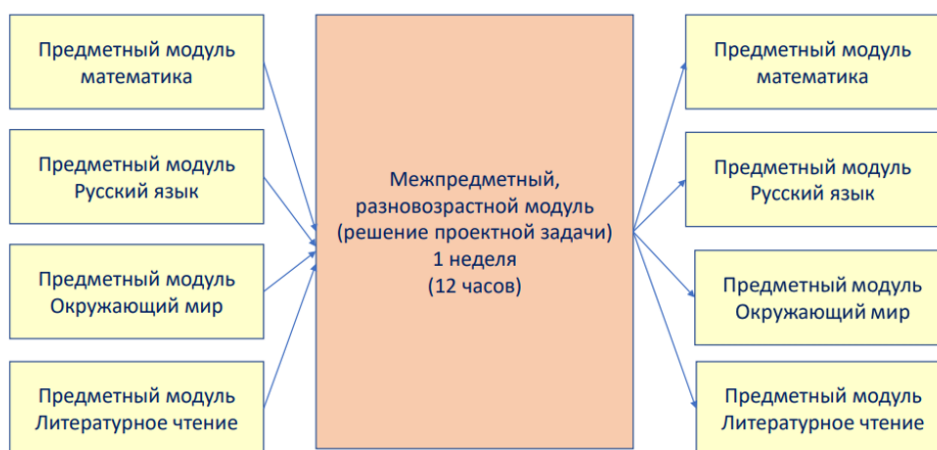 Предметный модуль
математика
Предметный модуль
Русский язык
Предметный модуль
Окружающий мир
Предметный модуль
Литературное чтение
Межпредметный,
разновозрастной модуль
(решение проектной задачи)
1 неделя
(12 часов)
Предметный модуль
математика
Предметный модуль
Русский язык
Предметный модуль
Окружающий мир
Предметный модуль
Литературное чтение